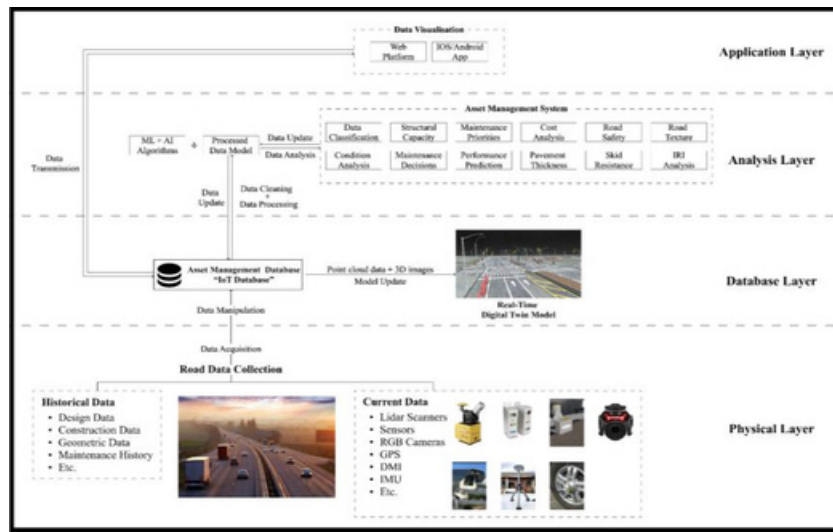 Data Visualisation
Web
Platform
IOS/Android
App
Application Layer
Asset Management System
ML + AI
Algorithms
+
Processed
Data Model
Data Update
Data Analysis
Data
Classification
Structural
Capacity
Maintenance
Priorities
Cost
Analysis
Road
Safety
Road
Texture
Condition
Analysis
Maintenance
Decisions
Performance
Prediction
Pavement
Thickness
Skid
Resistance
IRI
Analysis
Analysis Layer
Data
Transmission
Data
Update
Data Cleaning
+
Data Processing
Asset Management Database
"IoT Database"
Point cloud data + 3D images
Model Update
Real-Time
Digital Twin Model
Database Layer
Data Manipulation
Data Acquisition
Road Data Collection
Historical Data
• Design Data
• Construction Data
• Geometric Data
• Maintenance History
• Etc.
Current Data
• Lidar Scanners
• Sensors
• RGB Cameras
• GPS
• DMI
• IMU
• Etc.
Physical Layer